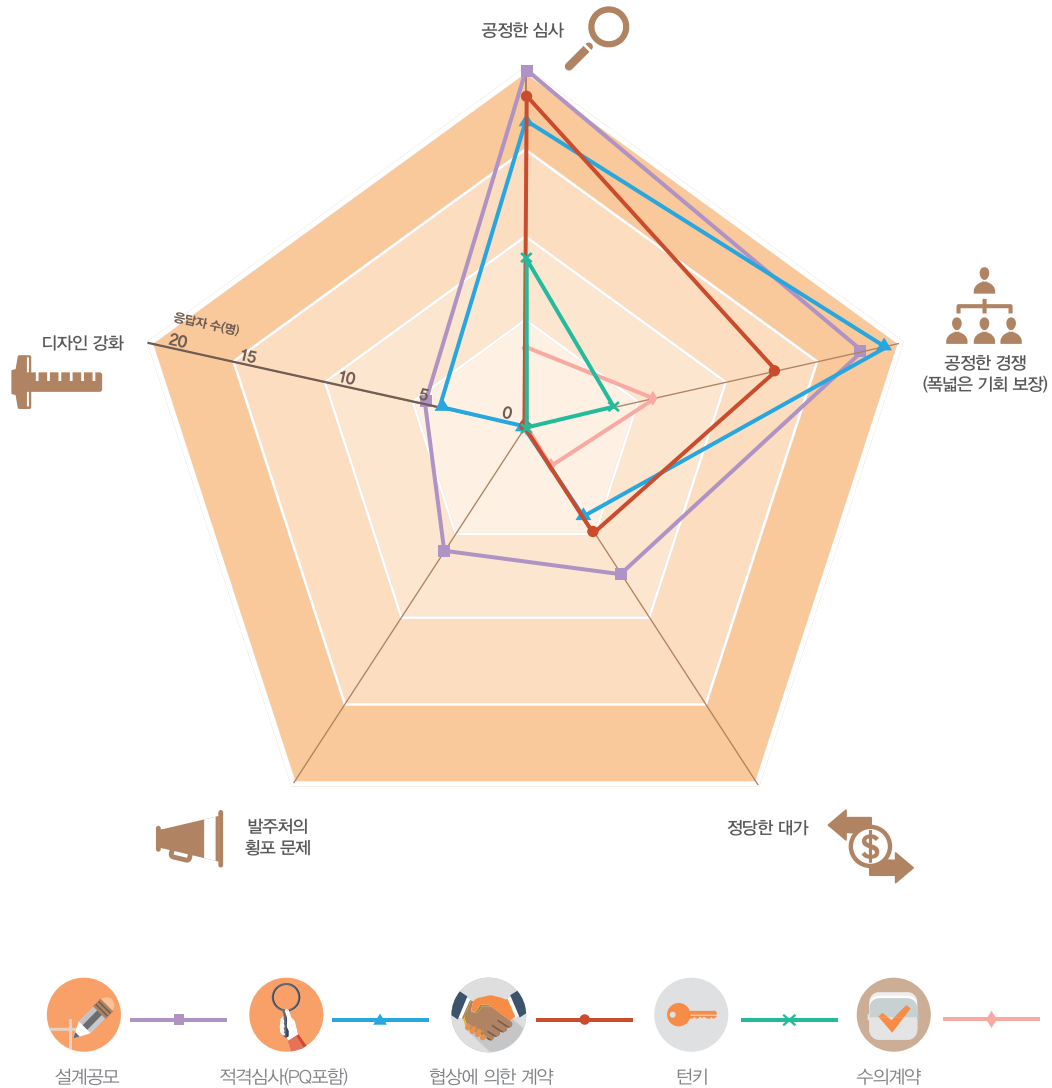 공정한 심사
공정한 경쟁
(폭넓은 기회 보장)
디자인 강화
응답자 수(명)
20
15
10
5
0
발주처의
횡포 문제
정당한 대가
$
설계공모
적격심사(PQ포함)
협상에 의한 계약
턴키
수의계약